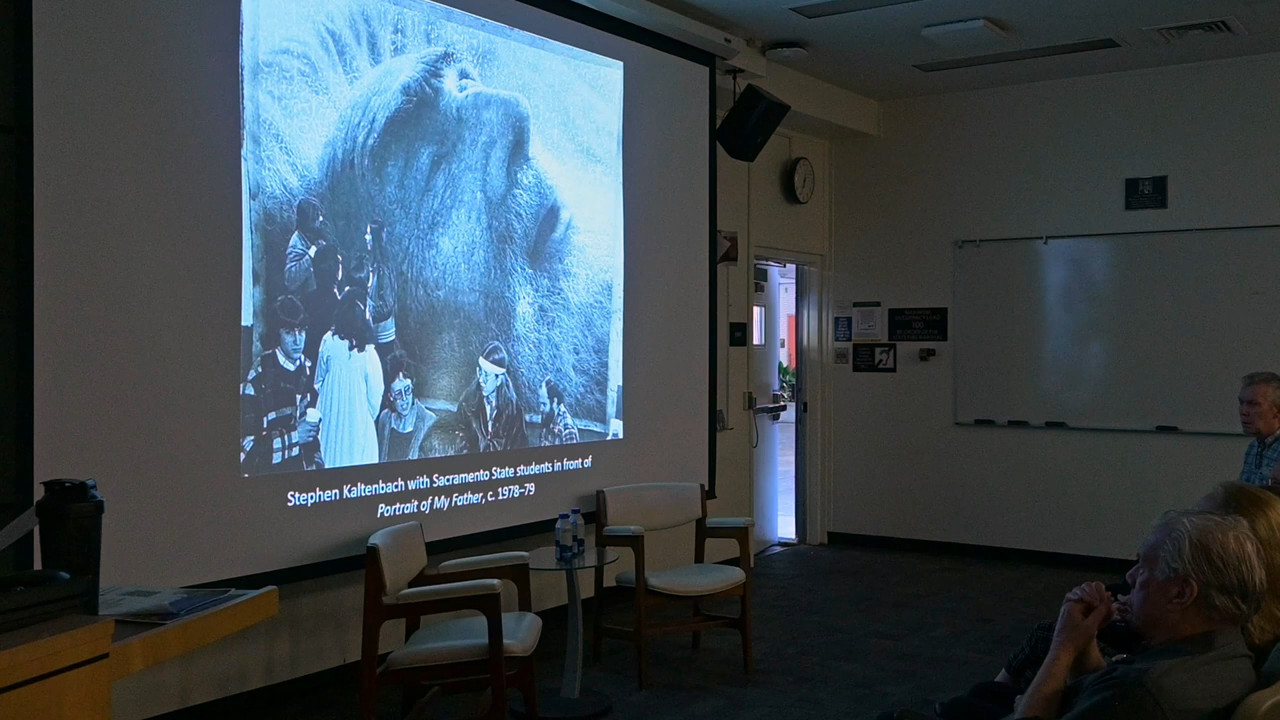 Stephen Kaltenbach with Sacramento State students in front of
Portrait of My Father, c. 1978–79